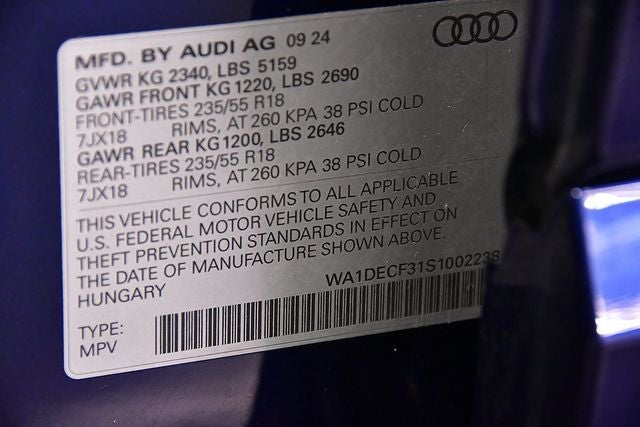 MFD. BY AUDI AG 09 24
GVWR KG 2340, LBS 5159
GAWR FRONT KG 1220, LBS 2690
FRONT-TIRES 235/55 R18
7JX18 RIMS, AT 260 KPA 38 PSI COLD
GAWR REAR KG 1200, LBS 2646
REAR-TIRES 235/55 R18
7JX18 RIMS, AT 260 KPA 38 PSI COLD
THIS VEHICLE CONFORMS TO ALL APPLICABLE
U.S. FEDERAL MOTOR VEHICLE SAFETY AND
THEFT PREVENTION STANDARDS IN EFFECT ON
THE DATE OF MANUFACTURE SHOWN ABOVE.
HUNGARY WA1DECF31S1002238
TYPE:
MPV